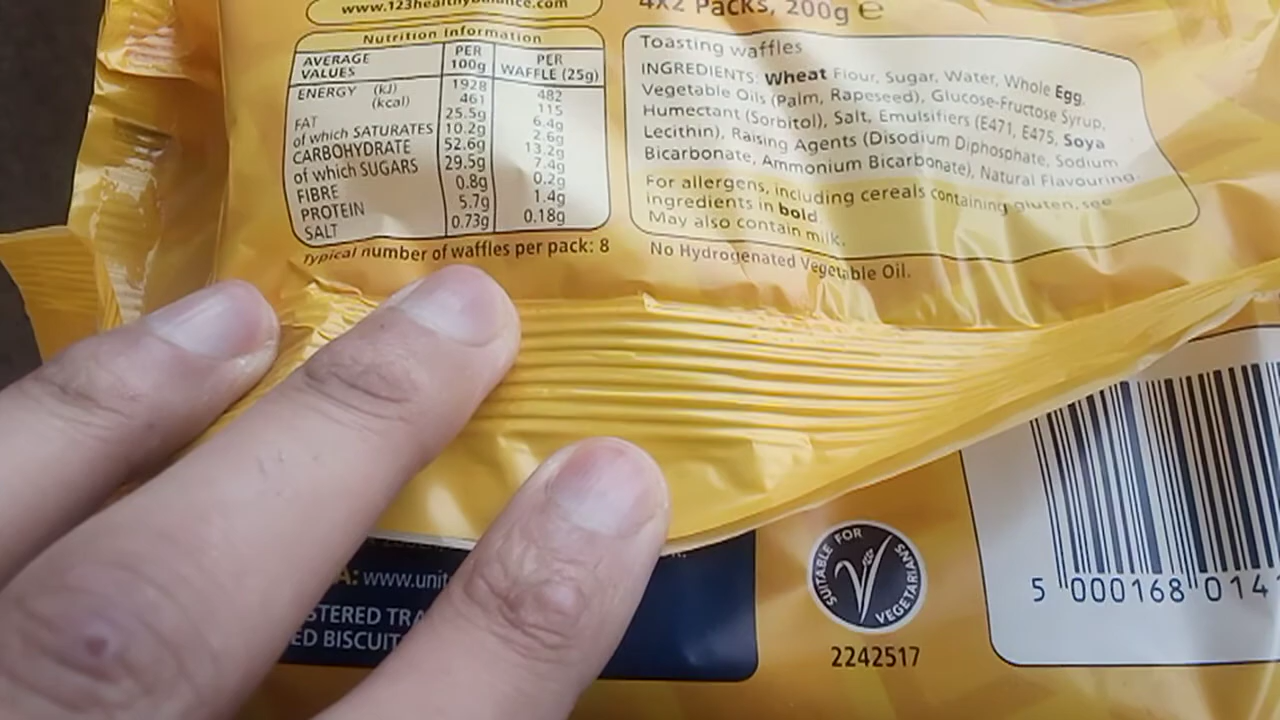 www.123healthybalance.com
4x2 Packs, 200g e
Nutrition Information
AVERAGE VALUES PER 100g PER WAFFLE (25g)
ENERGY (kJ) 1928 482
(kcal) 461 115
FAT 25.5g 6.4g
of which SATURATES 10.2g 2.6g
CARBOHYDRATE 52.6g 13.2g
of which SUGARS 29.5g 7.4g
FIBRE 0.8g 0.2g
PROTEIN 5.7g 1.4g
SALT 0.73g 0.18g
Typical number of waffles per pack: 8
Toasting waffles
INGREDIENTS: Wheat Flour, Sugar, Water, Whole Egg,
Vegetable Oils (Palm, Rapeseed), Glucose-Fructose Syrup,
Humectant (Sorbitol), Salt, Emulsifiers (E471, E475, Soya
Lecithin), Raising Agents (Disodium Diphosphate, Sodium
Bicarbonate, Ammonium Bicarbonate), Natural Flavouring.
For allergens, including cereals containing gluten, see
ingredients in bold.
May also contain milk.
No Hydrogenated Vegetable Oil.
A: www.unit
STERED TRA
ED BISCUIT
SUITABLE FOR VEGETARIANS
2242517
5 000168 014